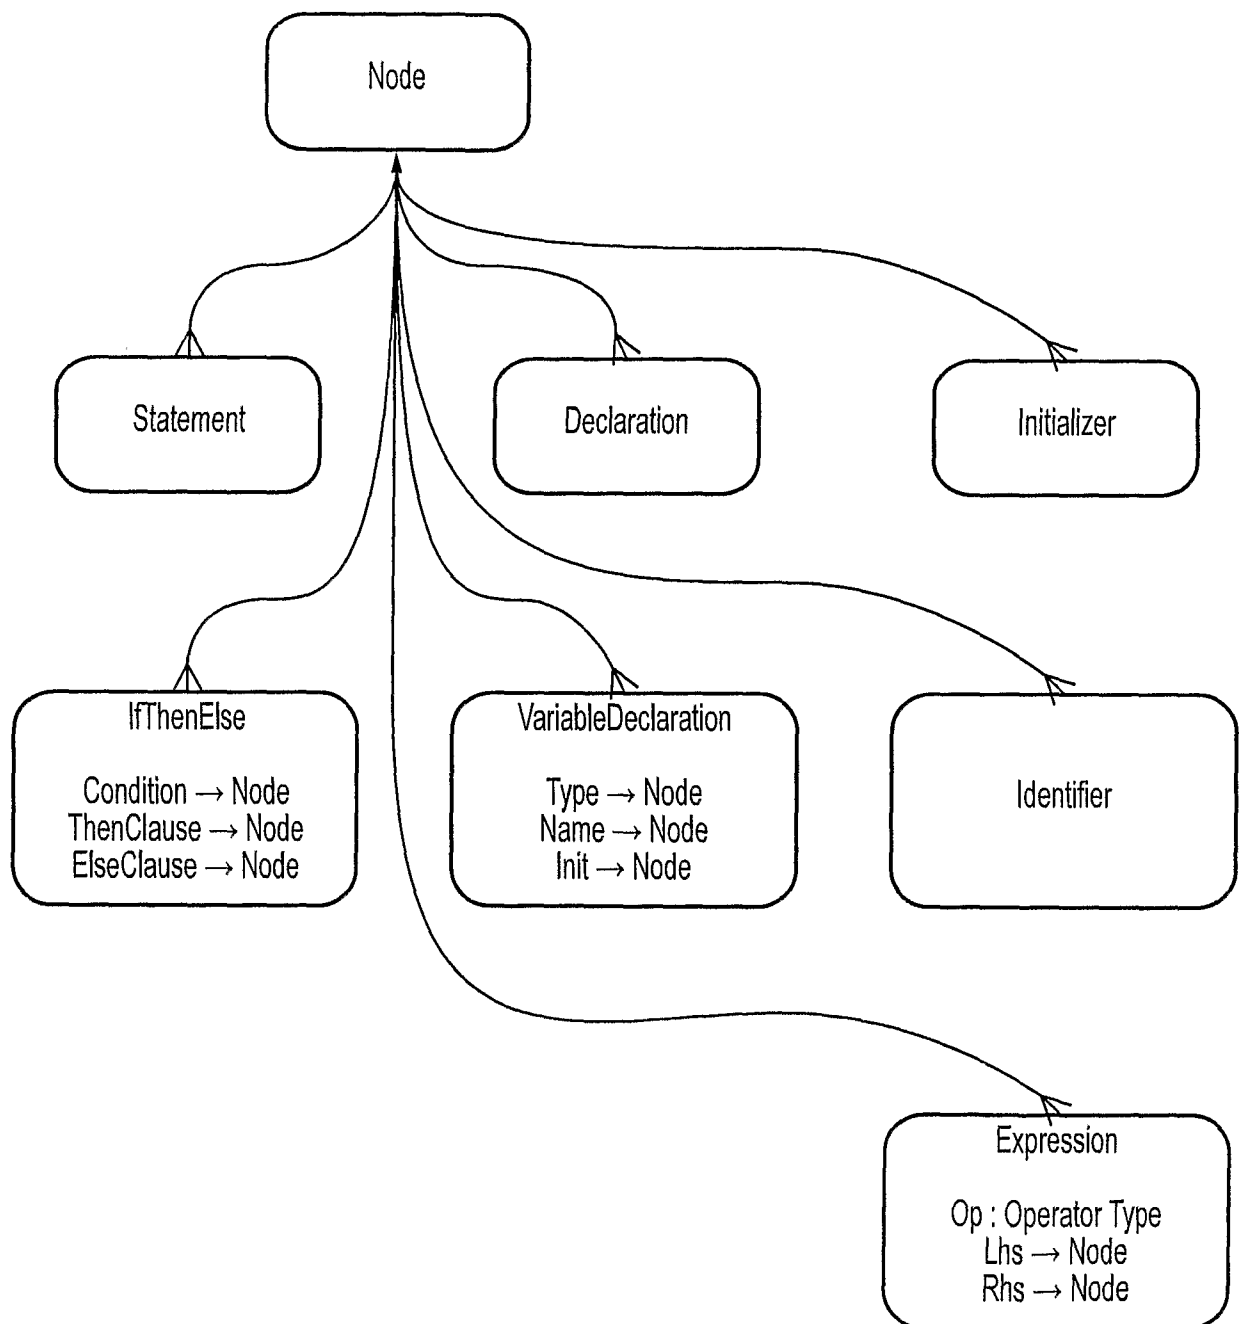 Node
Statement
Declaration
Initializer
IfThenElse
Condition → Node
ThenClause → Node
ElseClause → Node
VariableDeclaration
Type → Node
Name → Node
Init → Node
Identifier
Expression
Op : Operator Type
Lhs → Node
Rhs → Node